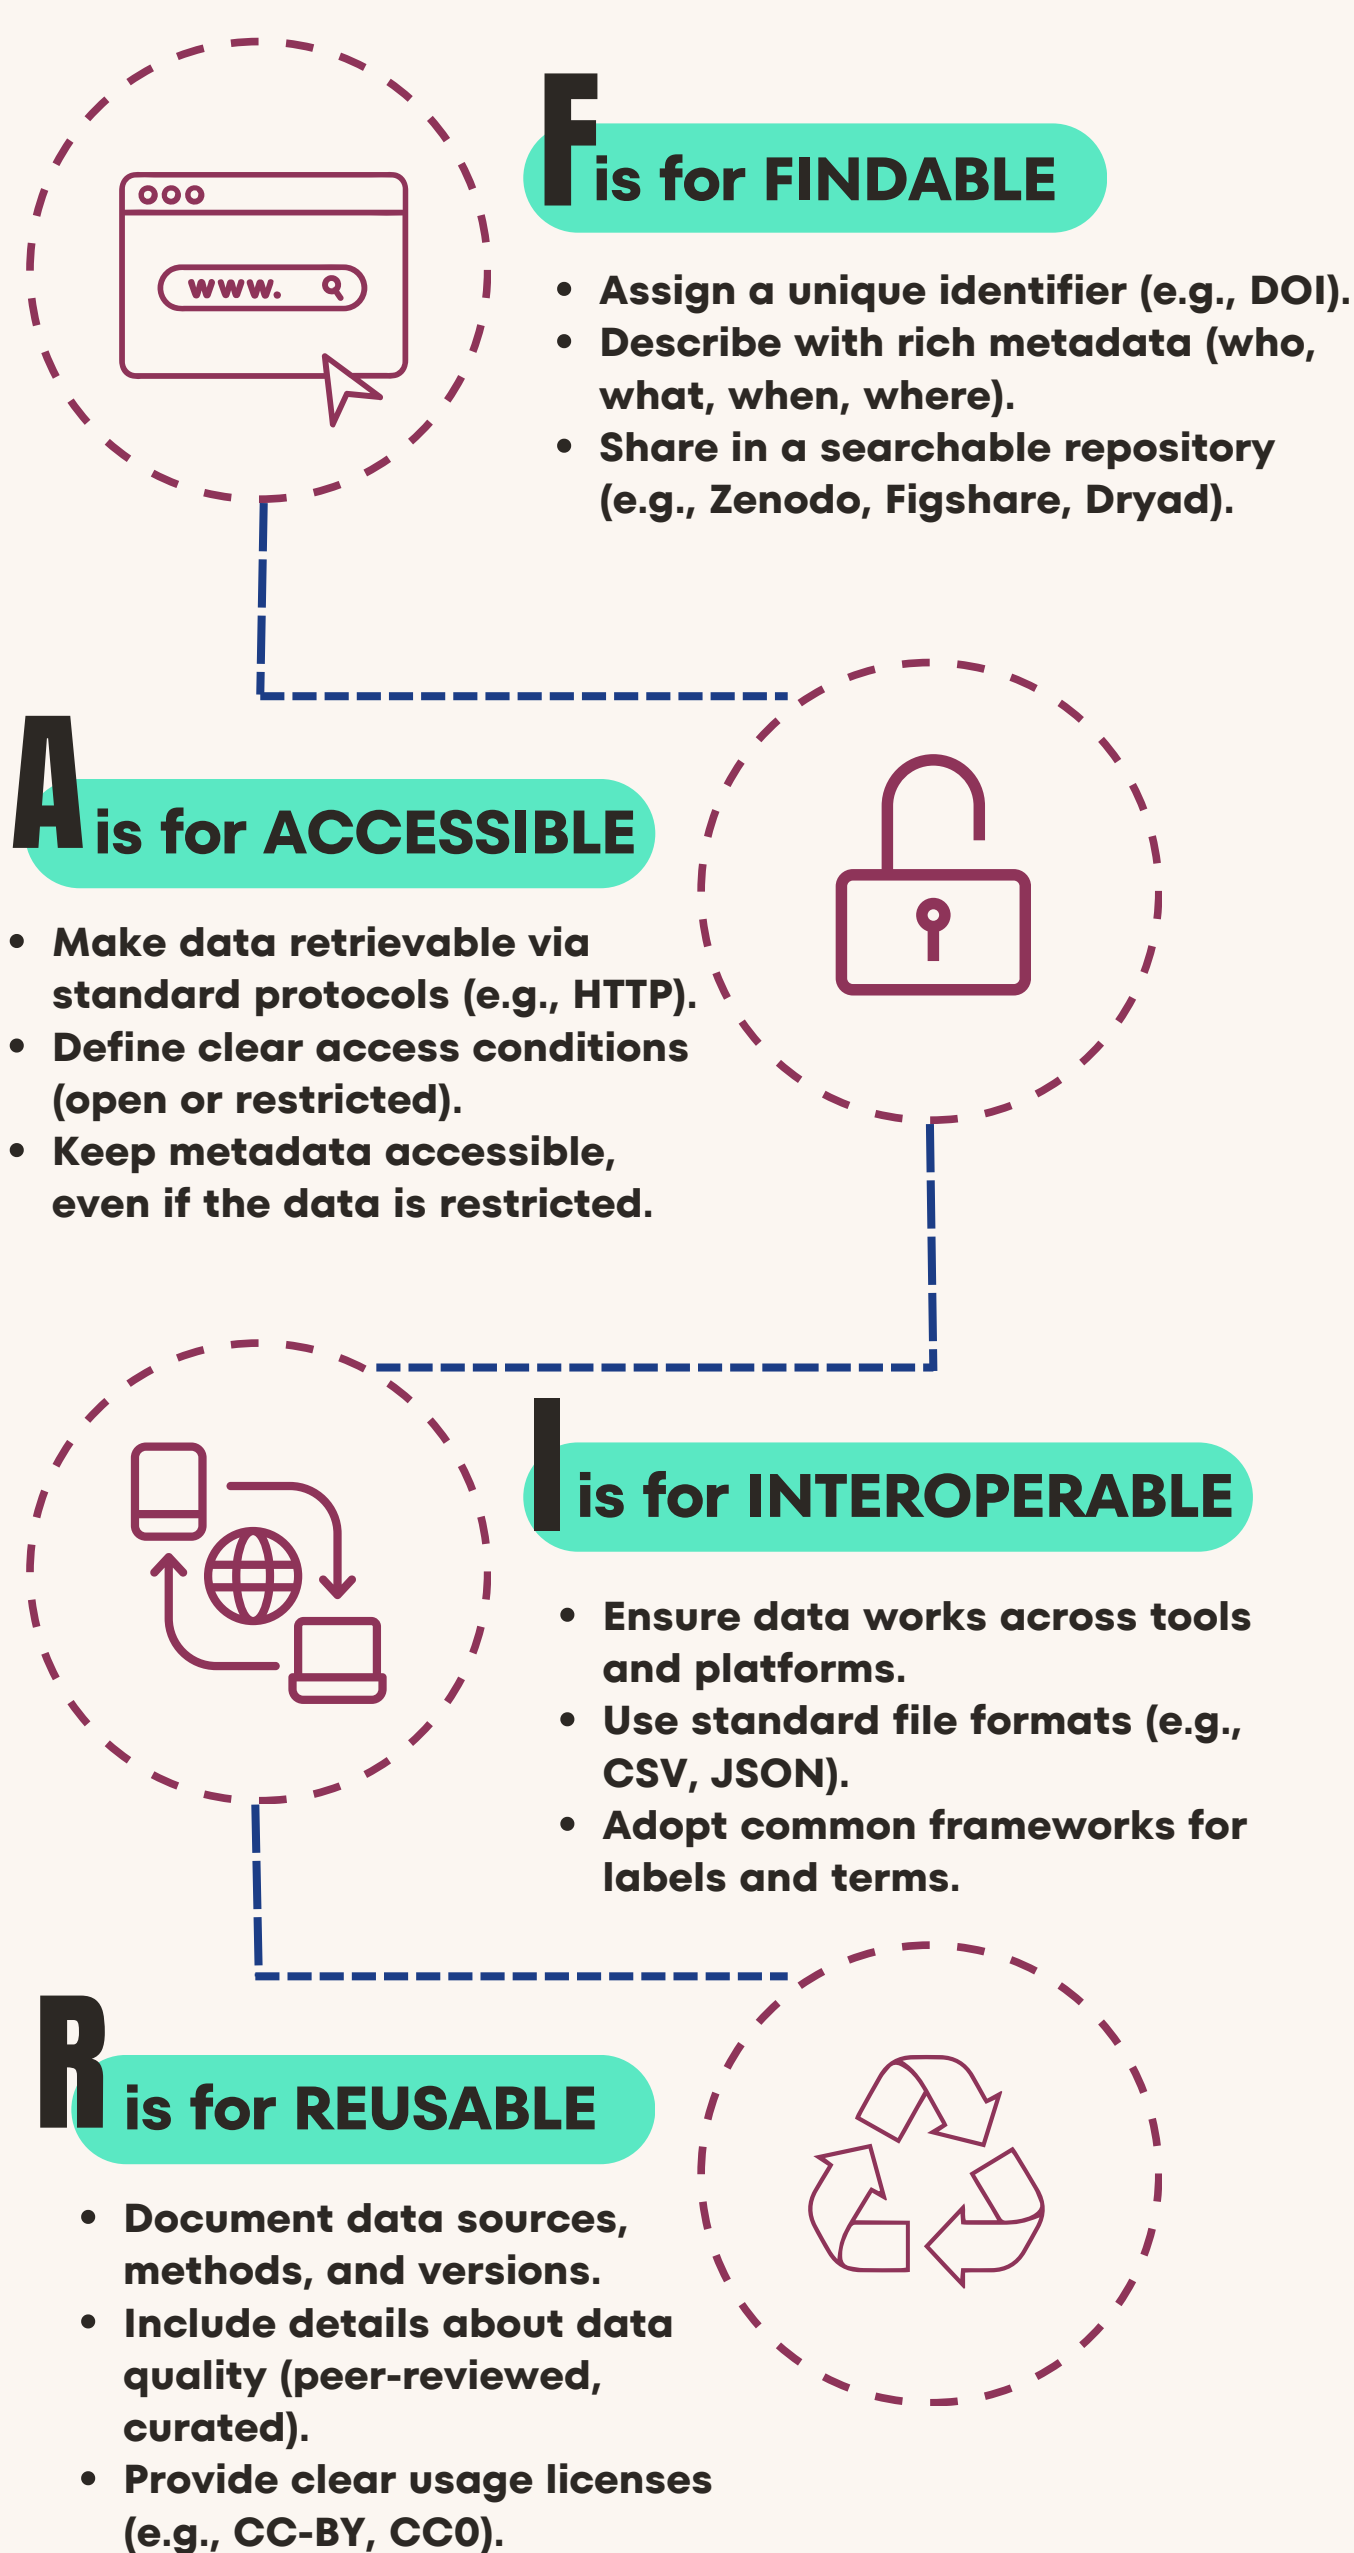 F is for FINDABLE
www.
• Assign a unique identifier (e.g., DOI).
• Describe with rich metadata (who,
what, when, where).
• Share in a searchable repository
(e.g., Zenodo, Figshare, Dryad).
A is for ACCESSIBLE
• Make data retrievable via
standard protocols (e.g., HTTP).
• Define clear access conditions
(open or restricted).
• Keep metadata accessible,
even if the data is restricted.
I is for INTEROPERABLE
• Ensure data works across tools
and platforms.
• Use standard file formats (e.g.,
CSV, JSON).
• Adopt common frameworks for
labels and terms.
R is for REUSABLE
• Document data sources,
methods, and versions.
• Include details about data
quality (peer-reviewed,
curated).
• Provide clear usage licenses
(e.g., CC-BY, CC0).